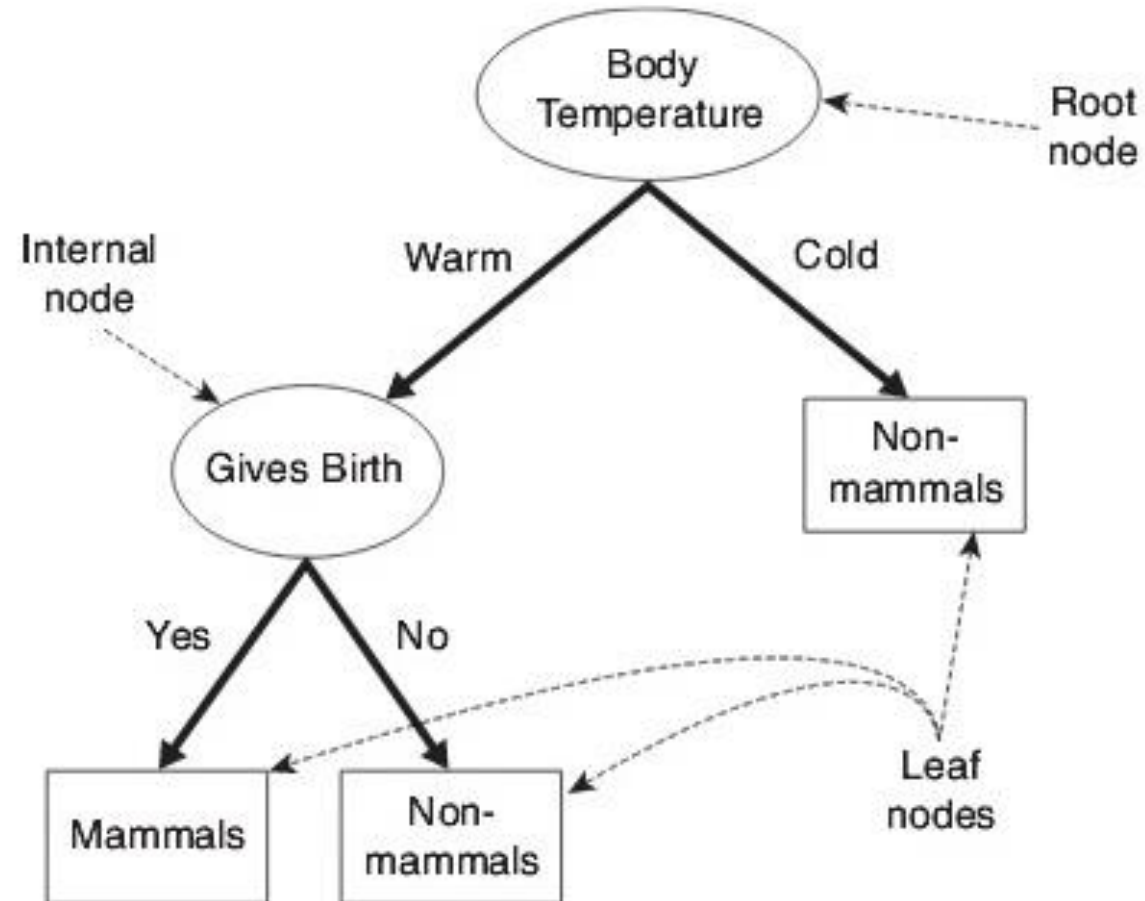 Body
Temperature
Root
node
Internal
node
Warm
Cold
Gives Birth
Non-
mammals
Yes
No
Mammals
Non-
mammals
Leaf
nodes